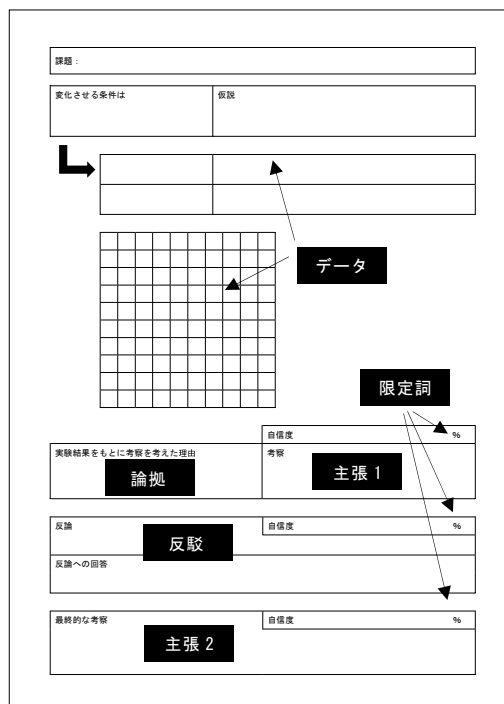 課題：
変化させる条件は
仮説
データ
限定詞
自信度 %
実験結果をもとに考察を考えた理由
考察
論拠
主張 1
反論
自信度 %
反駁
反論への回答
最終的な考察
自信度 %
主張 2